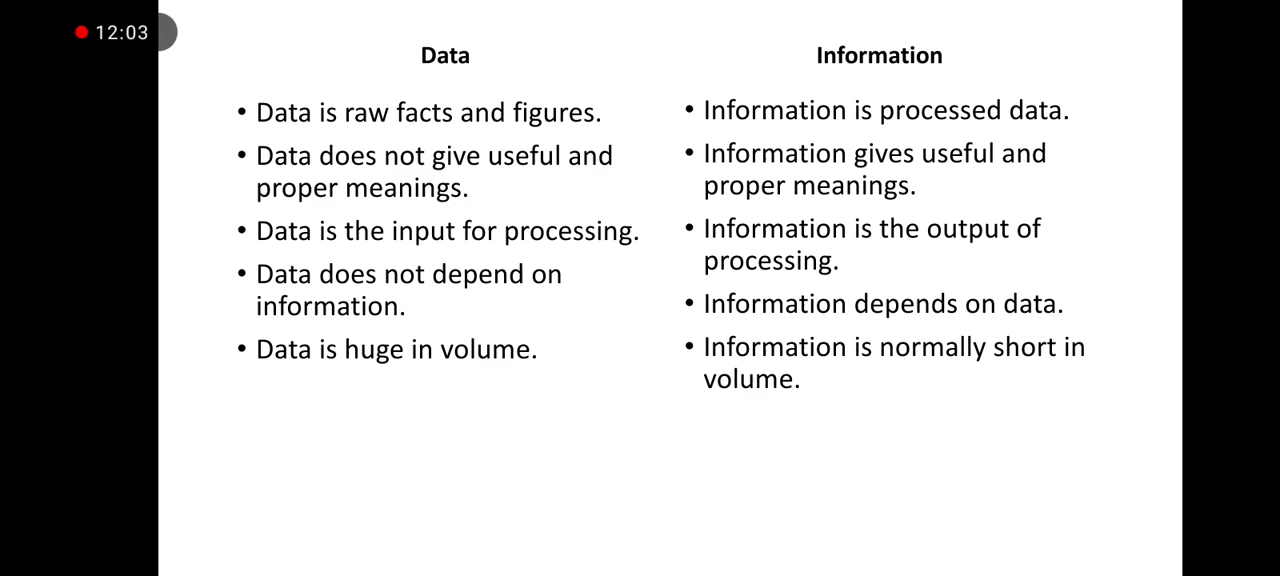 12:03
Data
• Data is raw facts and figures.
• Data does not give useful and
proper meanings.
• Data is the input for processing.
• Data does not depend on
information.
• Data is huge in volume.
Information
• Information is processed data.
• Information gives useful and
proper meanings.
• Information is the output of
processing.
• Information depends on data.
• Information is normally short in
volume.